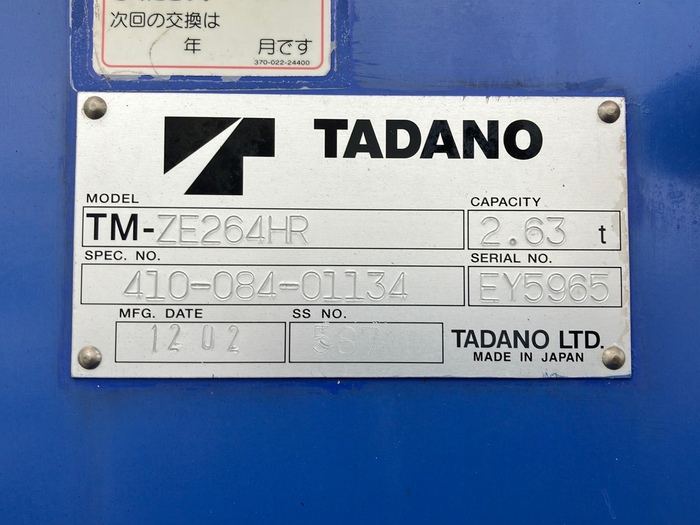 次回の交換は
年 月です
370-022-24400
TADANO
MODEL CAPACITY
TM-ZE264HR 2.63 t
SPEC. NO. SERIAL NO.
410-084-01134 EY5965
MFG. DATE SS NO.
12 02
TADANO LTD.
MADE IN JAPAN